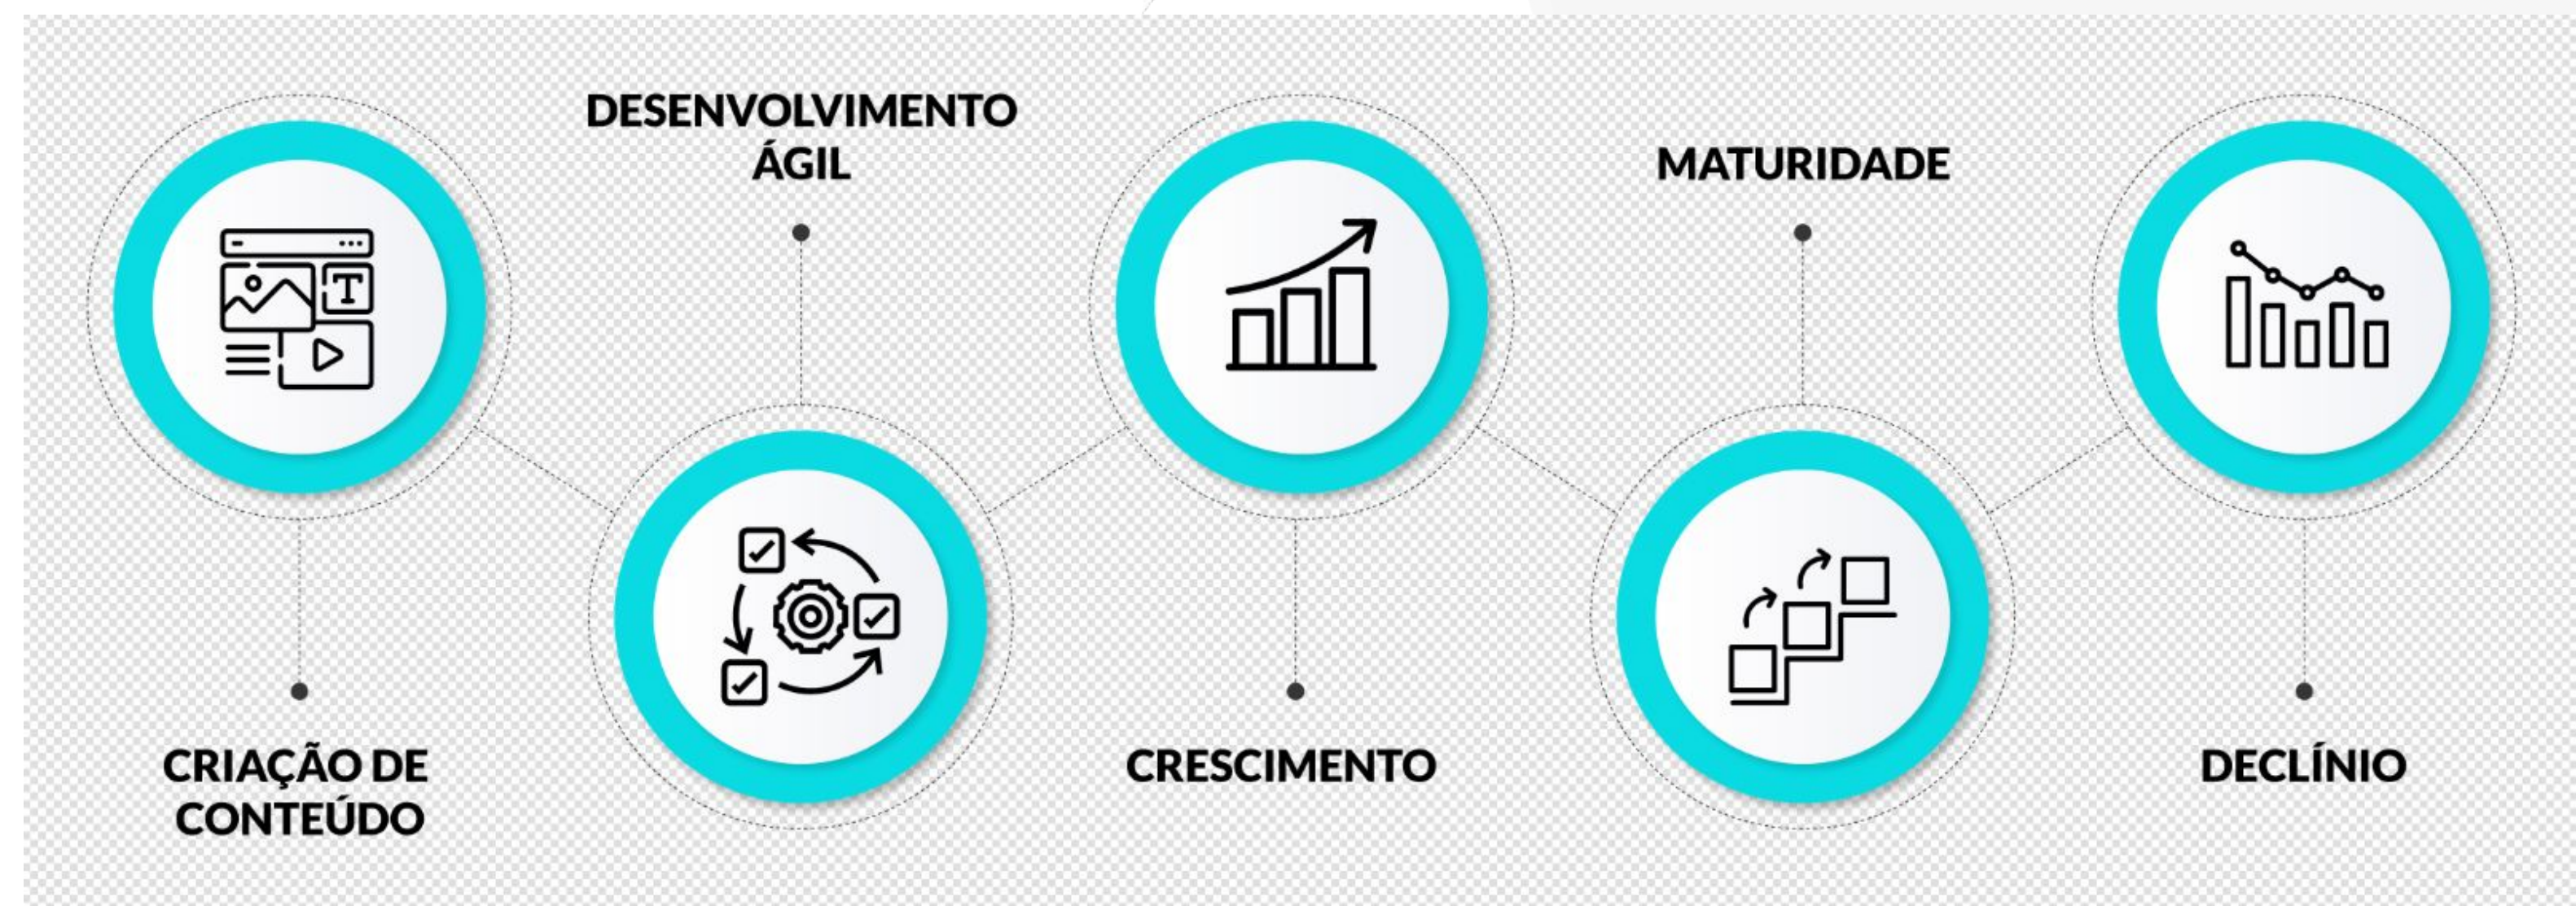 CRIAÇÃO DE
CONTEÚDO
DESENVOLVIMENTO
ÁGIL
CRESCIMENTO
MATURIDADE
DECLÍNIO
T